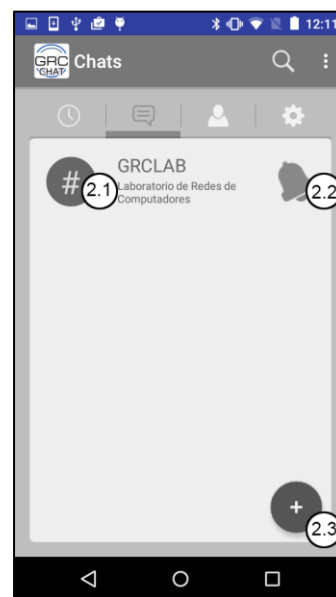 12:11
GRC
CHAT
Chats
#
2.1
GRCLAB
Laboratorio de Redes de
Computadores
2.2
+
2.3